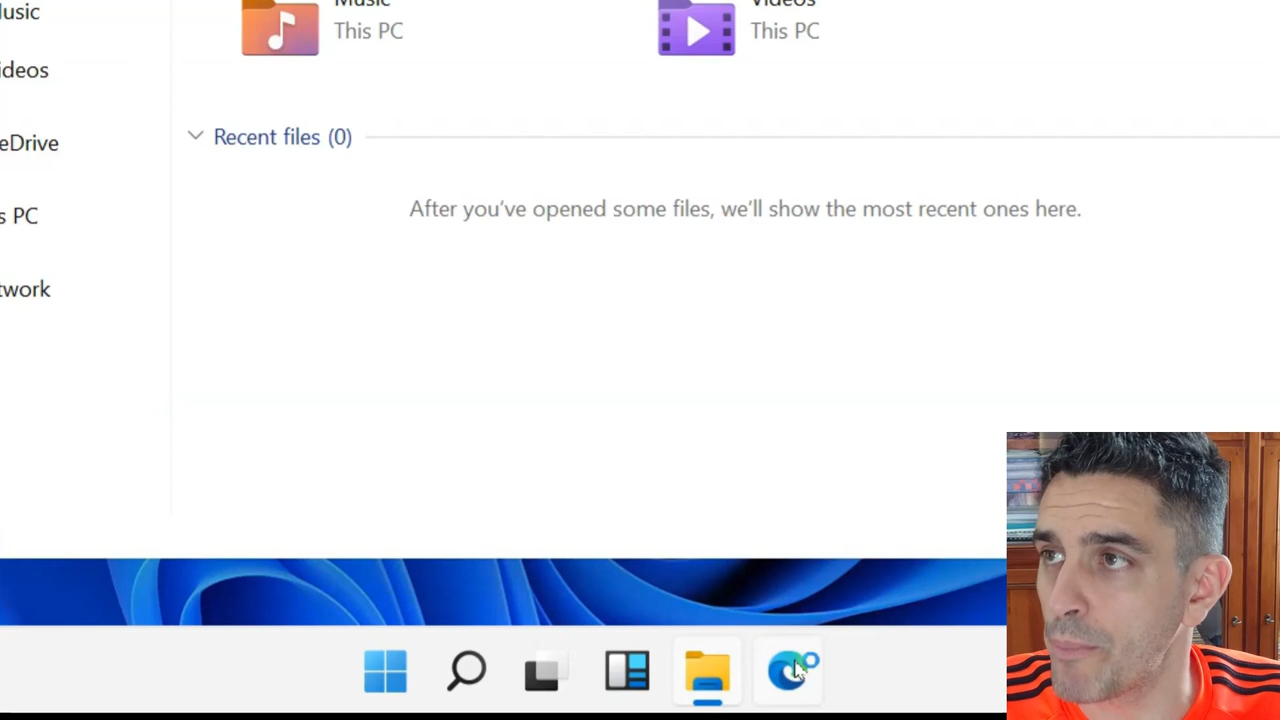 Music
Videos
usic
This PC
This PC
ideos
Recent files (0)
eDrive
After you've opened some files, we'll show the most recent ones here.
s PC
twork